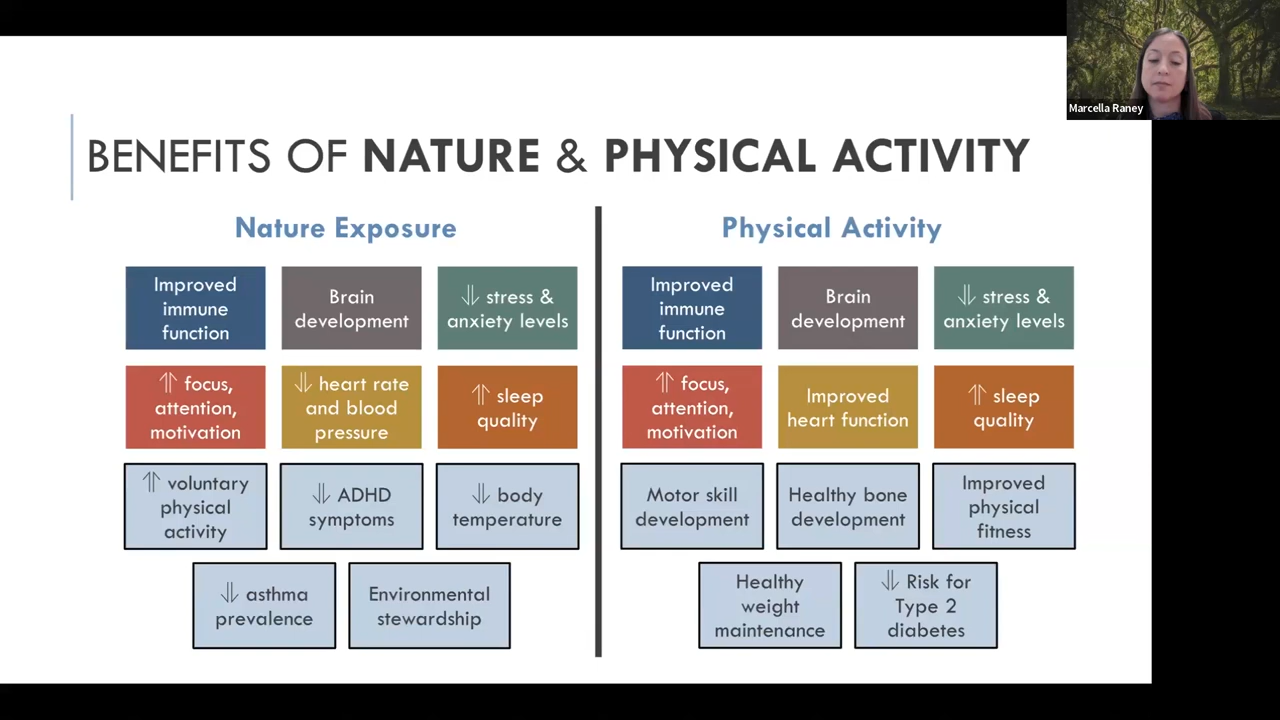 Marcella Raney
BENEFITS OF NATURE & PHYSICAL ACTIVITY
Nature Exposure
Improved
immune
function
Brain
development
⇓ stress &
anxiety levels
⇑ focus,
attention,
motivation
⇓ heart rate
and blood
pressure
⇑ sleep
quality
⇑ voluntary
physical
activity
⇓ ADHD
symptoms
⇓ body
temperature
⇓ asthma
prevalence
Environmental
stewardship
Physical Activity
Improved
immune
function
Brain
development
⇓ stress &
anxiety levels
⇑ focus,
attention,
motivation
Improved
heart function
⇑ sleep
quality
Motor skill
development
Healthy bone
development
Improved
physical
fitness
Healthy
weight
maintenance
⇓ Risk for
Type 2
diabetes